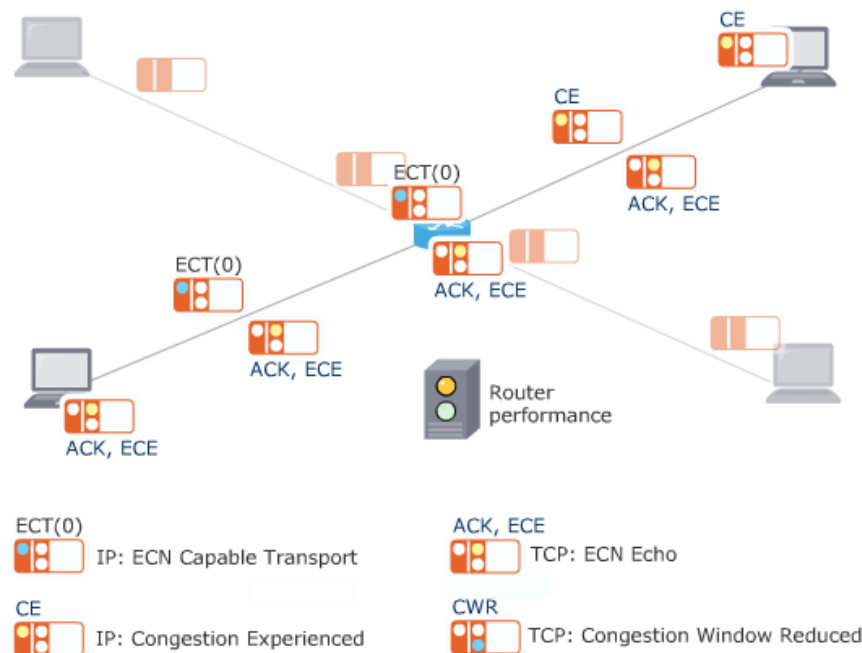 CE
CE
ECT(0)
ACK, ECE
ECT(0)
ACK, ECE
ACK, ECE
Router
performance
ACK, ECE
ECT(0)
IP: ECN Capable Transport
ACK, ECE
TCP: ECN Echo
CE
IP: Congestion Experienced
CWR
TCP: Congestion Window Reduced